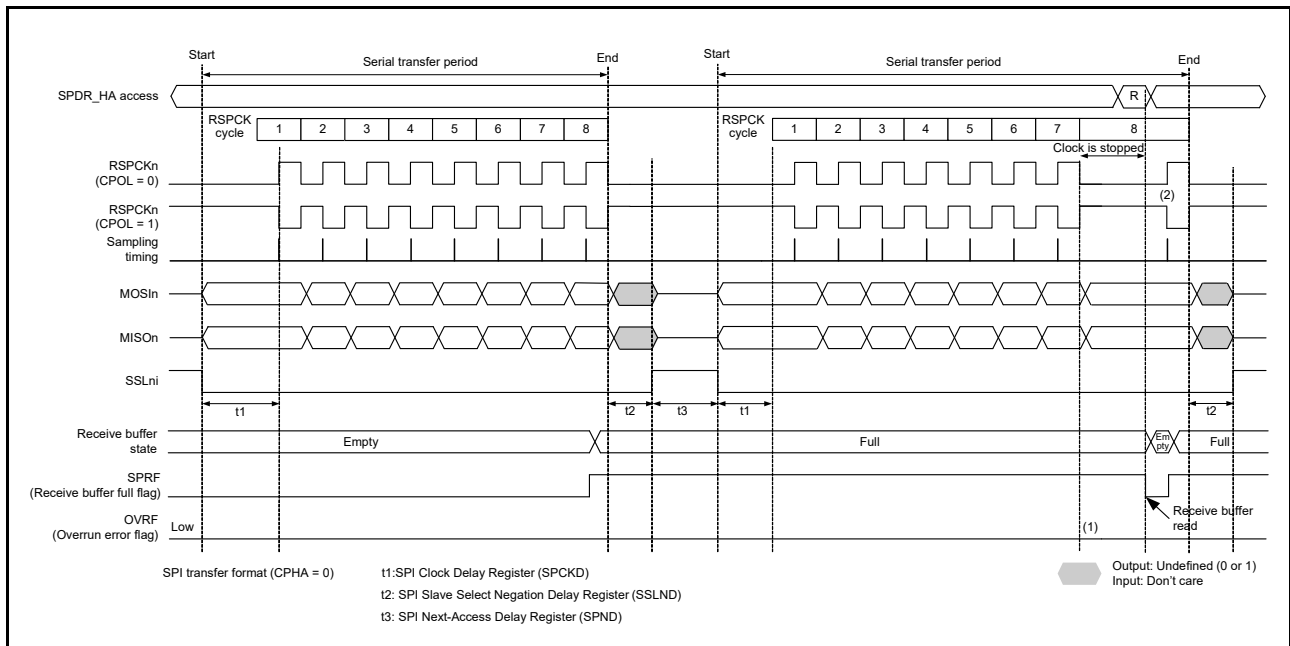 Start
Serial transfer period
End
Start
Serial transfer period
End
SPDR_HA access
R
RSPCK
cycle
1 2 3 4 5 6 7 8
RSPCK
cycle
1 2 3 4 5 6 7 8
Clock is stopped
RSPCKn
(CPOL = 0)
(2)
RSPCKn
(CPOL = 1)
Sampling
timing
MOSIn
MISOn
SSLni
t1
t2
t3
t1
t2
Receive buffer
state
Empty
Full
Em
pty
Full
SPRF
(Receive buffer full flag)
Receive buffer
read
OVRF
(Overrun error flag)
Low
(1)
SPI transfer format (CPHA = 0)
t1:SPI Clock Delay Register (SPCKD)
t2: SPI Slave Select Negation Delay Register (SSLND)
t3: SPI Next-Access Delay Register (SPND)
Output: Undefined (0 or 1)
Input: Don't care